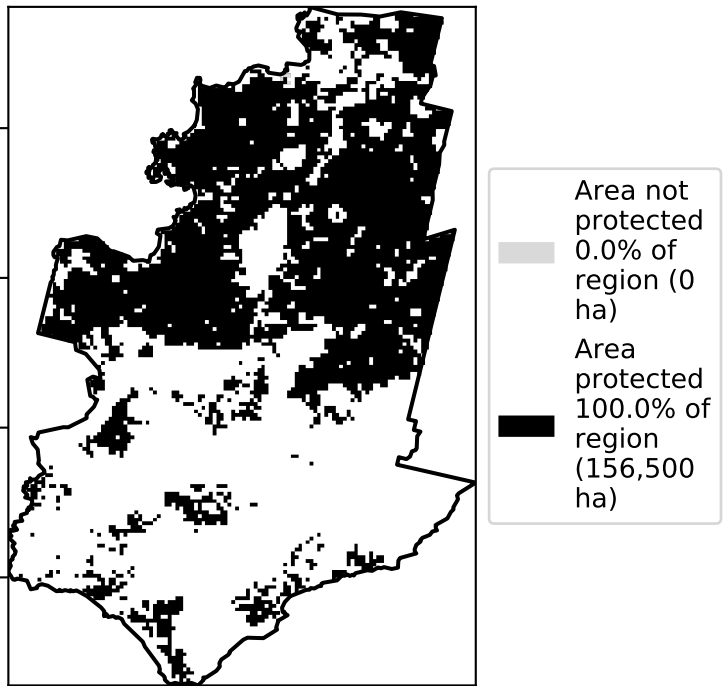 Area not
protected
0.0% of
region (0
ha)
Area
protected
100.0% of
region
(156,500
ha)